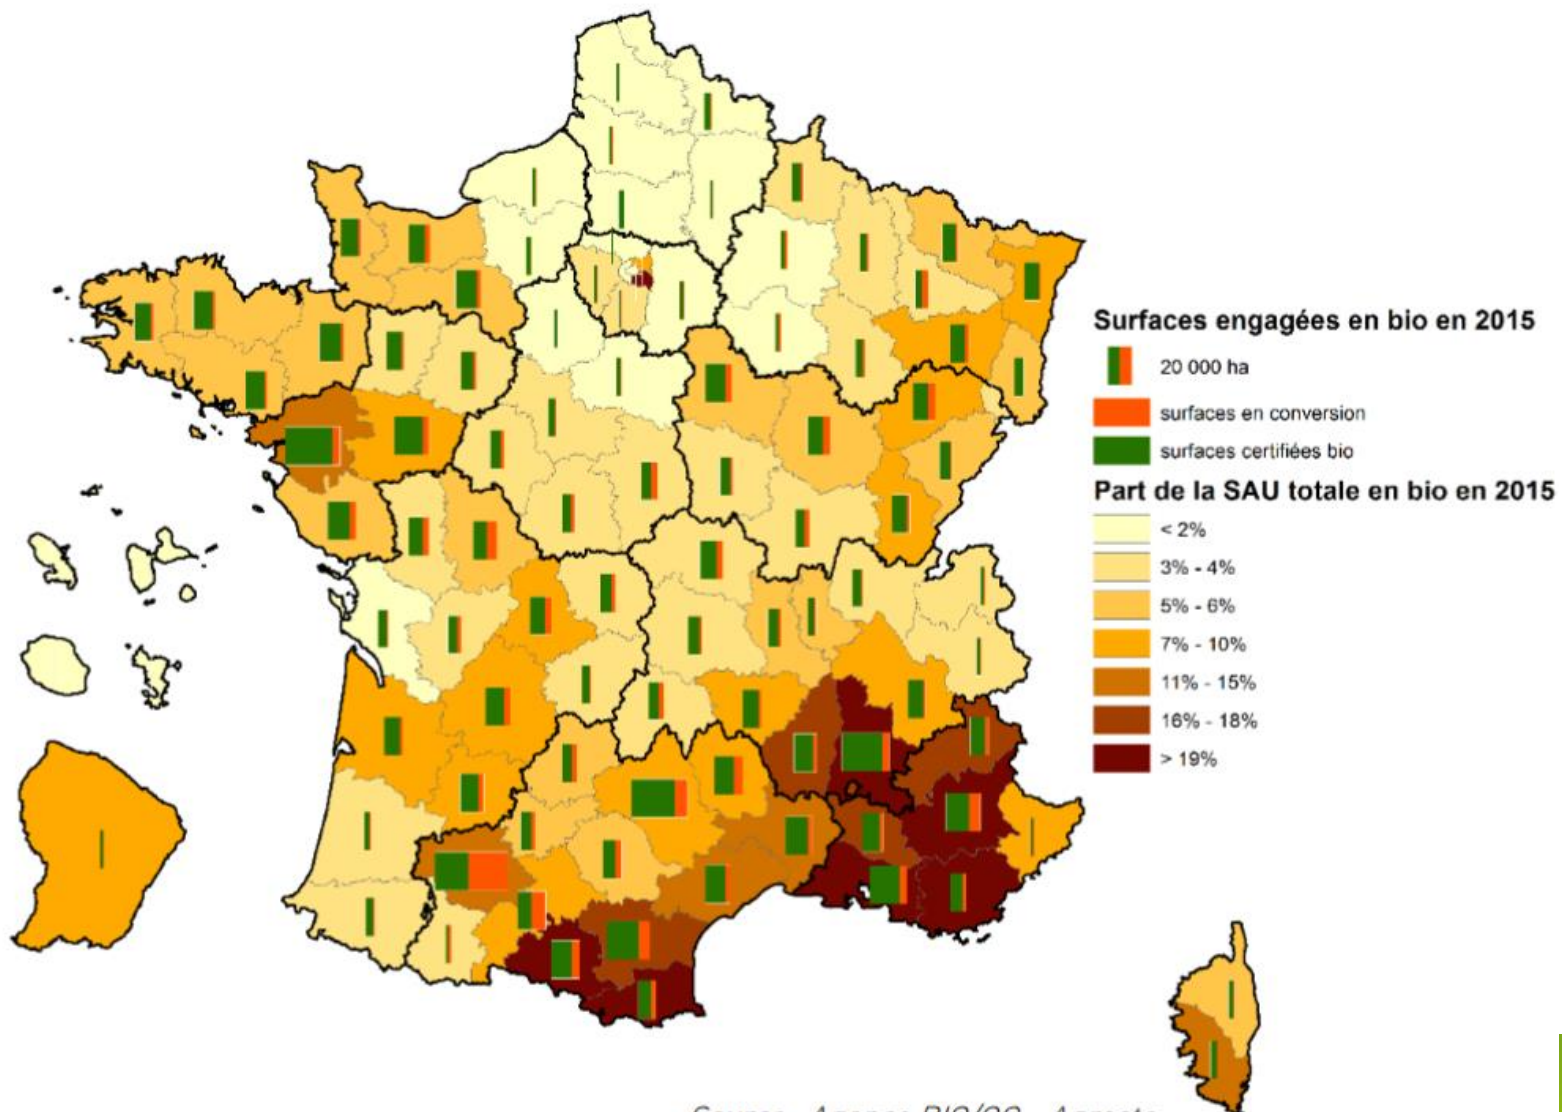 Surfaces engagées en bio en 2015
20 000 ha
surfaces en conversion
surfaces certifiées bio
Part de la SAU totale en bio en 2015
< 2%
3% - 4%
5% - 6%
7% - 10%
11% - 15%
16% - 18%
> 19%